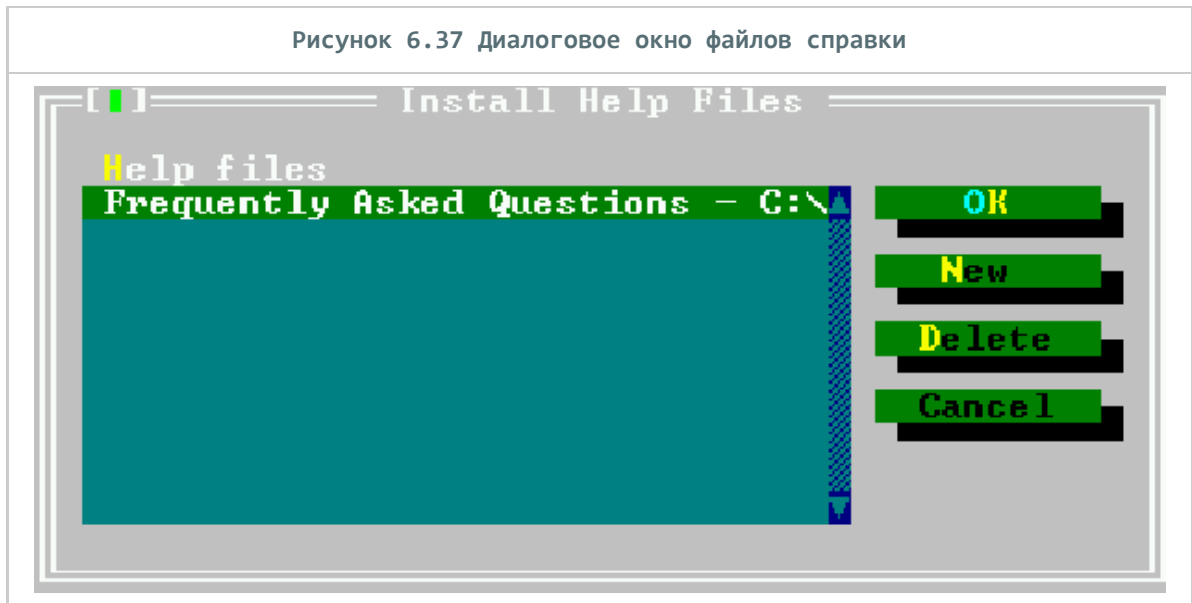 Рисунок 6.37 Диалоговое окно файлов справки
[ ] Install Help Files
Help files
Frequently Asked Questions - C:\
OK
New
Delete
Cancel